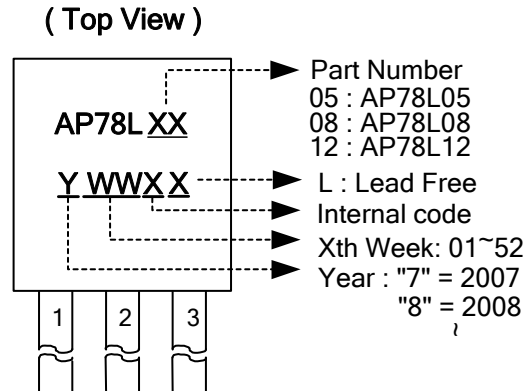 ( Top View )
AP78L XX
Y WWX X
Part Number
05 : AP78L05
08 : AP78L08
12 : AP78L12
L : Lead Free
Internal code
Xth Week: 01~52
Year : "7" = 2007
"8" = 2008
~
1 2 3